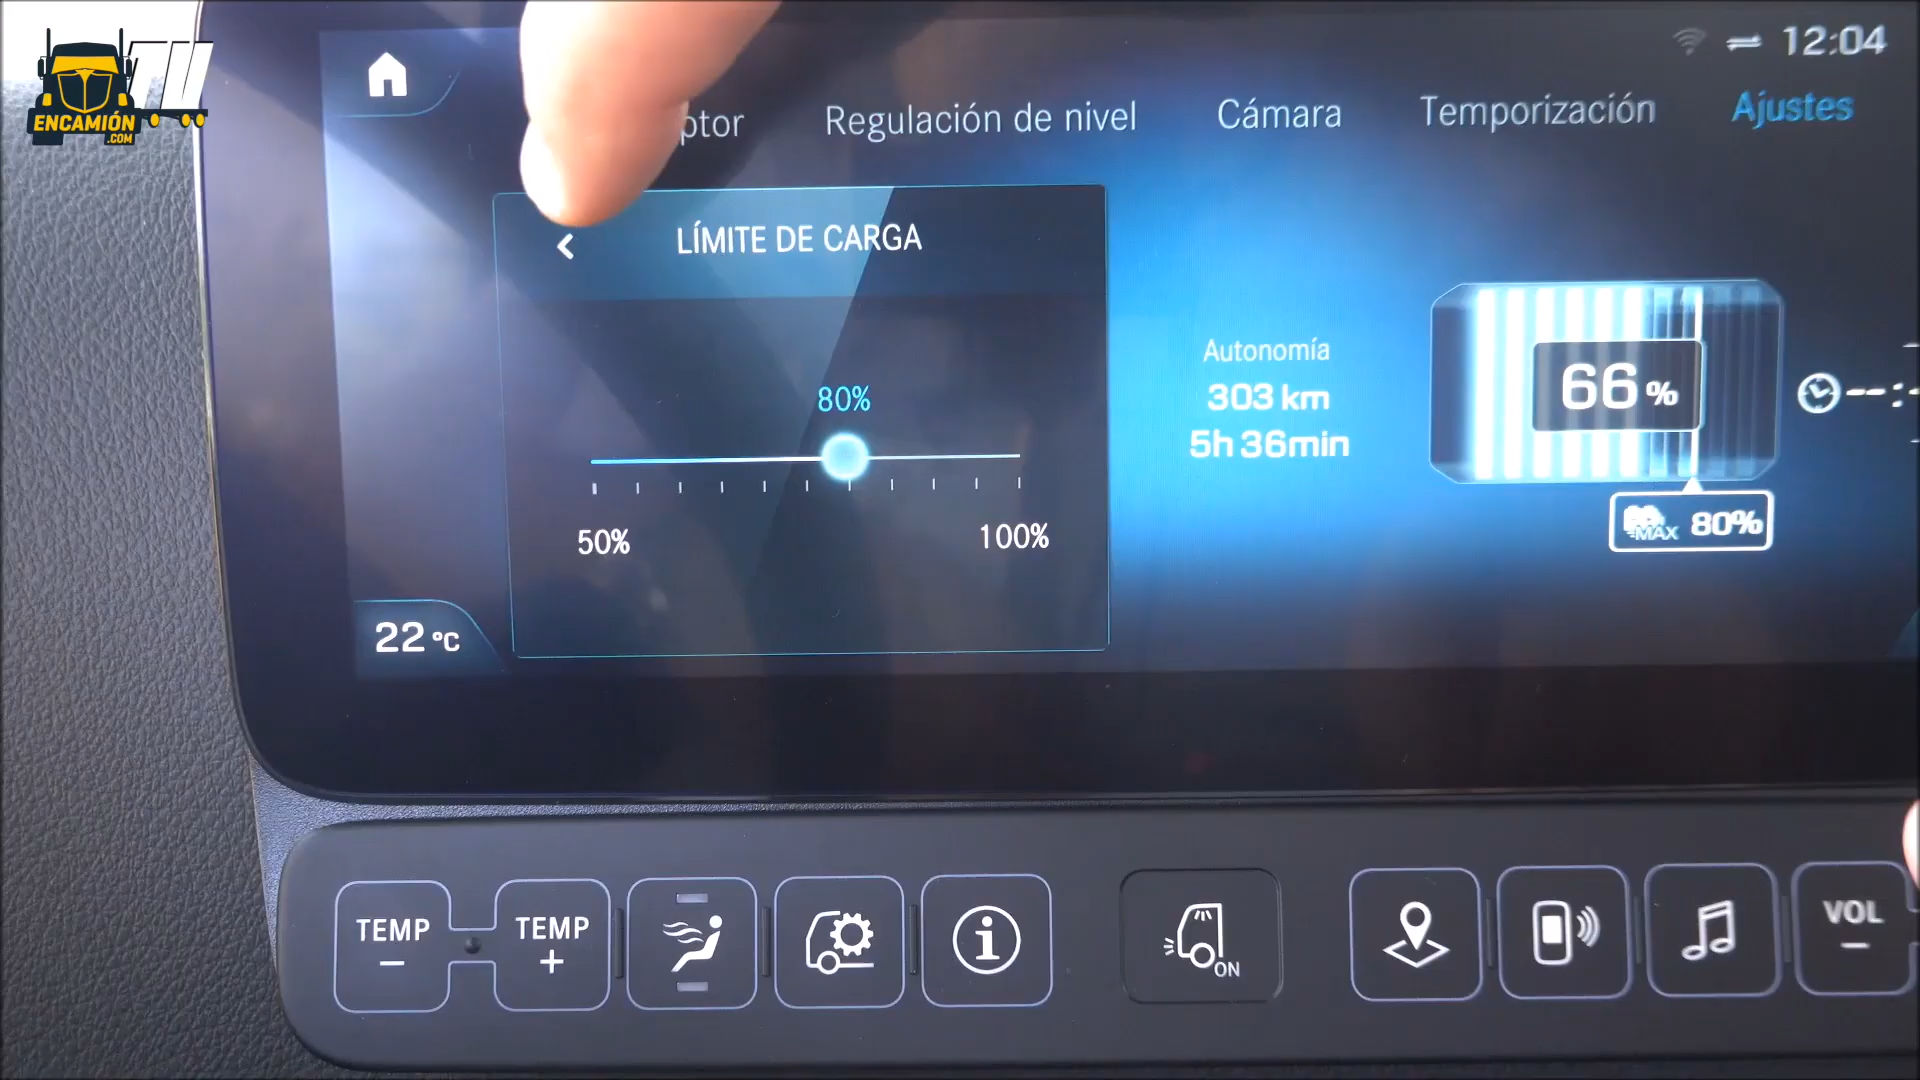 TV
ENCAMIÓN
.COM
12:04
Regulación de nivel
Cámara
Temporización
Ajustes
LÍMITE DE CARGA
80%
50%
100%
Autonomía
303 km
5h 36min
66 %
--:-
MAX 80%
22 °C
TEMP
–
TEMP
+
ON
VOL
–